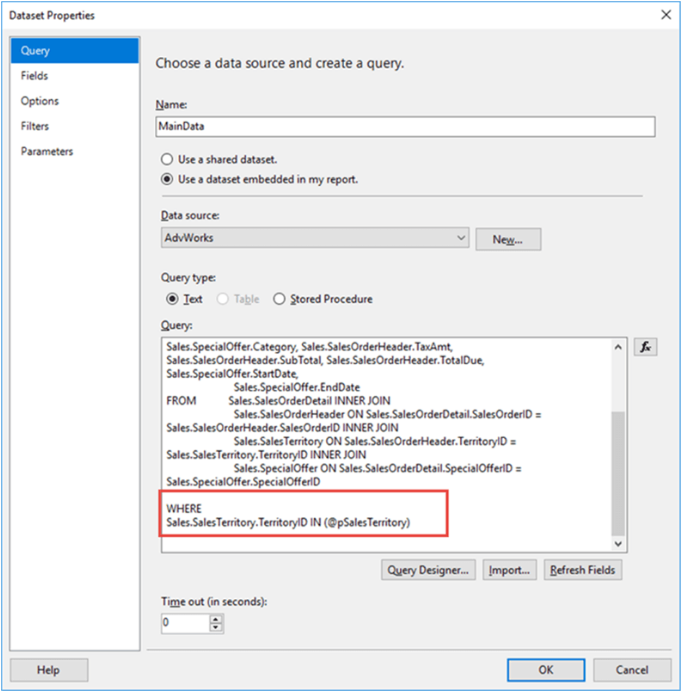 Dataset Properties
Query
Fields
Options
Filters
Parameters
Choose a data source and create a query.
Name:
MainData
Use a shared dataset.
Use a dataset embedded in my report.
Data source:
AdvWorks
New...
Query type:
Text
Table
Stored Procedure
Query:
Sales.SpecialOffer.Category, Sales.SalesOrderHeader.TaxAmt,
Sales.SalesOrderHeader.SubTotal, Sales.SalesOrderHeader.TotalDue,
Sales.SpecialOffer.StartDate,
Sales.SpecialOffer.EndDate
FROM Sales.SalesOrderDetail INNER JOIN
Sales.SalesOrderHeader ON Sales.SalesOrderDetail.SalesOrderID =
Sales.SalesOrderHeader.SalesOrderID INNER JOIN
Sales.SalesTerritory ON Sales.SalesOrderHeader.TerritoryID =
Sales.SalesTerritory.TerritoryID INNER JOIN
Sales.SpecialOffer ON Sales.SalesOrderDetail.SpecialOfferID =
Sales.SpecialOffer.SpecialOfferID
WHERE
Sales.SalesTerritory.TerritoryID IN (@pSalesTerritory)
fx
Query Designer...
Import...
Refresh Fields
Time out (in seconds):
0
Help
OK
Cancel